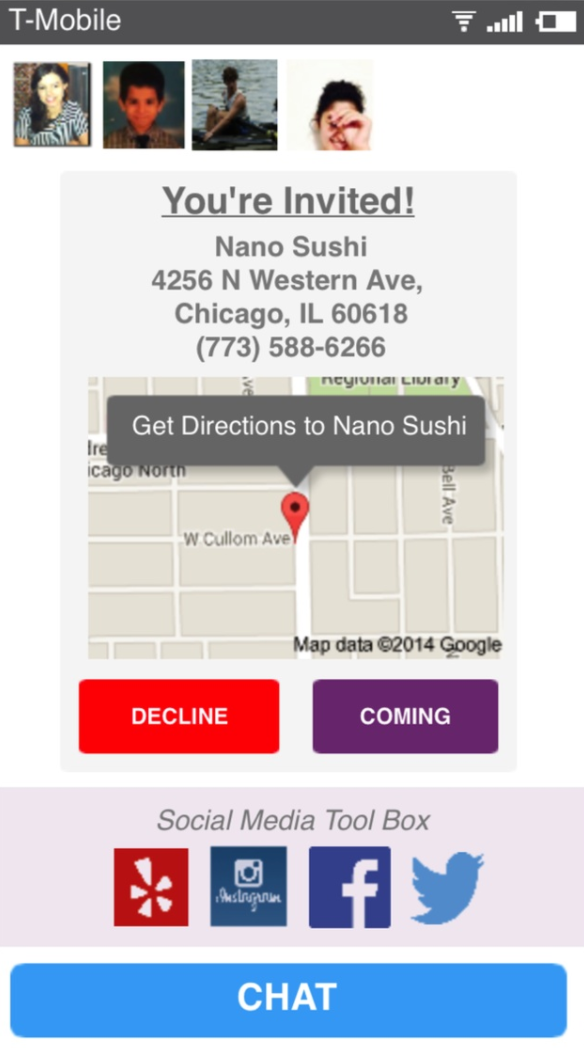 T-Mobile
You're Invited!
Nano Sushi
4256 N Western Ave,
Chicago, IL 60618
(773) 588-6266
Regional Library
Get Directions to Nano Sushi
icago North
Bell Ave
W Cullom Ave
Map data ©2014 Google
DECLINE
COMING
Social Media Tool Box
Instagram
f
CHAT